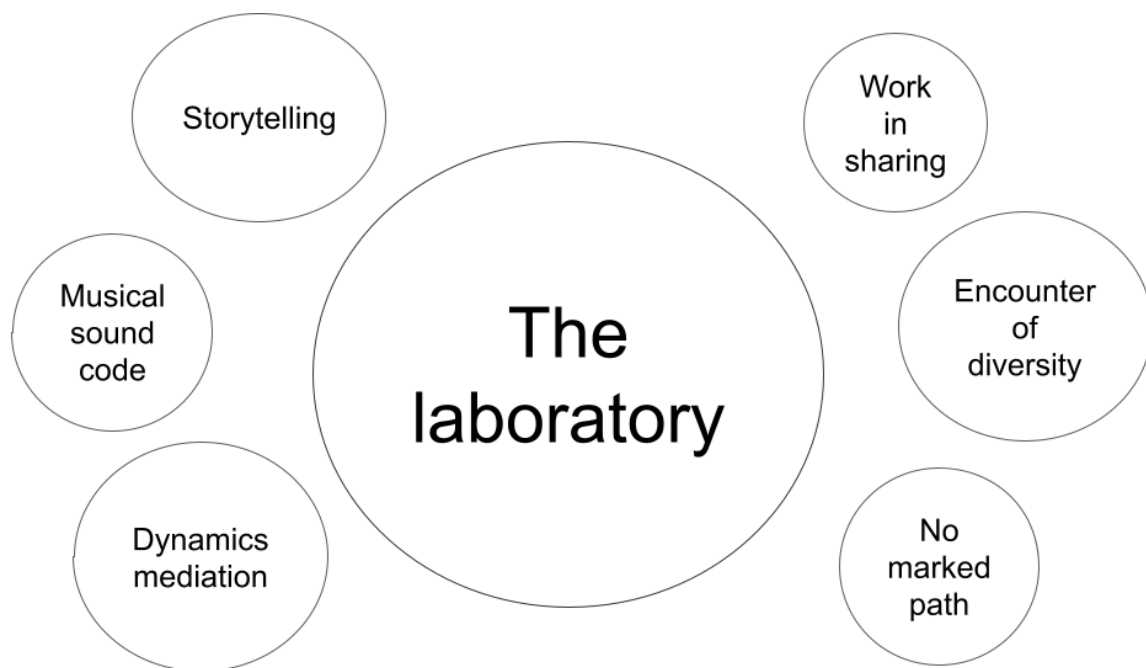 Storytelling
Musical
sound
code
Dynamics
mediation
The
laboratory
Work
in
sharing
Encounter
of
diversity
No
marked
path